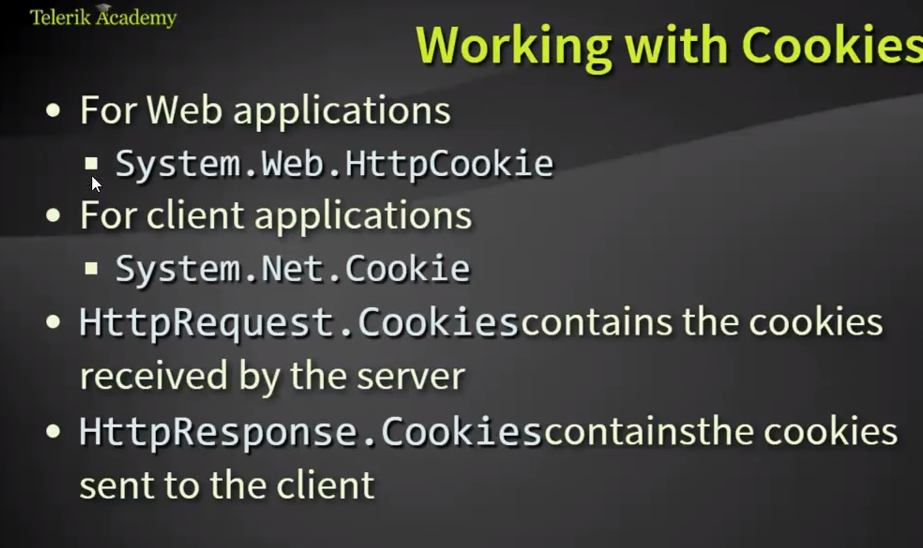 Telerik Academy
Working with Cookies
For Web applications
System.Web.HttpCookie
For client applications
System.Net.Cookie
HttpRequest.Cookiescontains the cookies
received by the server
HttpResponse.Cookiescontainsthe cookies
sent to the client